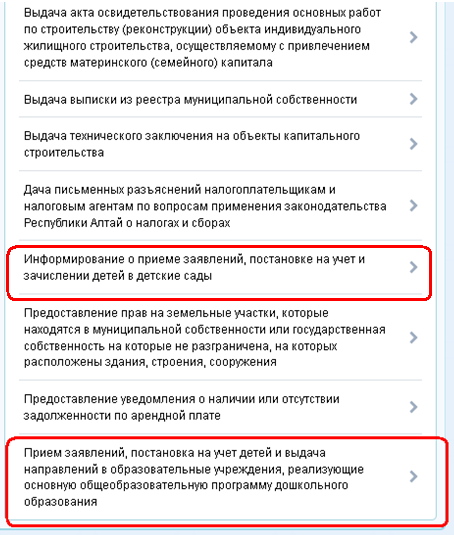 Выдача акта освидетельствования проведения основных работ
по строительству (реконструкции) объекта индивидуального
жилищного строительства, осуществляемому с привлечением
средств материнского (семейного) капитала
Выдача выписки из реестра муниципальной собственности
Выдача технического заключения на объекты капитального
строительства
Дача письменных разъяснений налогоплательщикам и
налоговым агентам по вопросам применения законодательства
Республики Алтай о налогах и сборах
Информирование о приеме заявлений, постановке на учет и
зачислении детей в детские сады
Предоставление прав на земельные участки, которые
находятся в муниципальной собственности или государственная
собственность на которые не разграничена, на которых
расположены здания, строения, сооружения
Предоставление уведомления о наличии или отсутствии
задолженности по арендной плате
Прием заявлений, постановка на учет детей и выдача
направлений в образовательные учреждения, реализующие
основную общеобразовательную программу дошкольного
образования